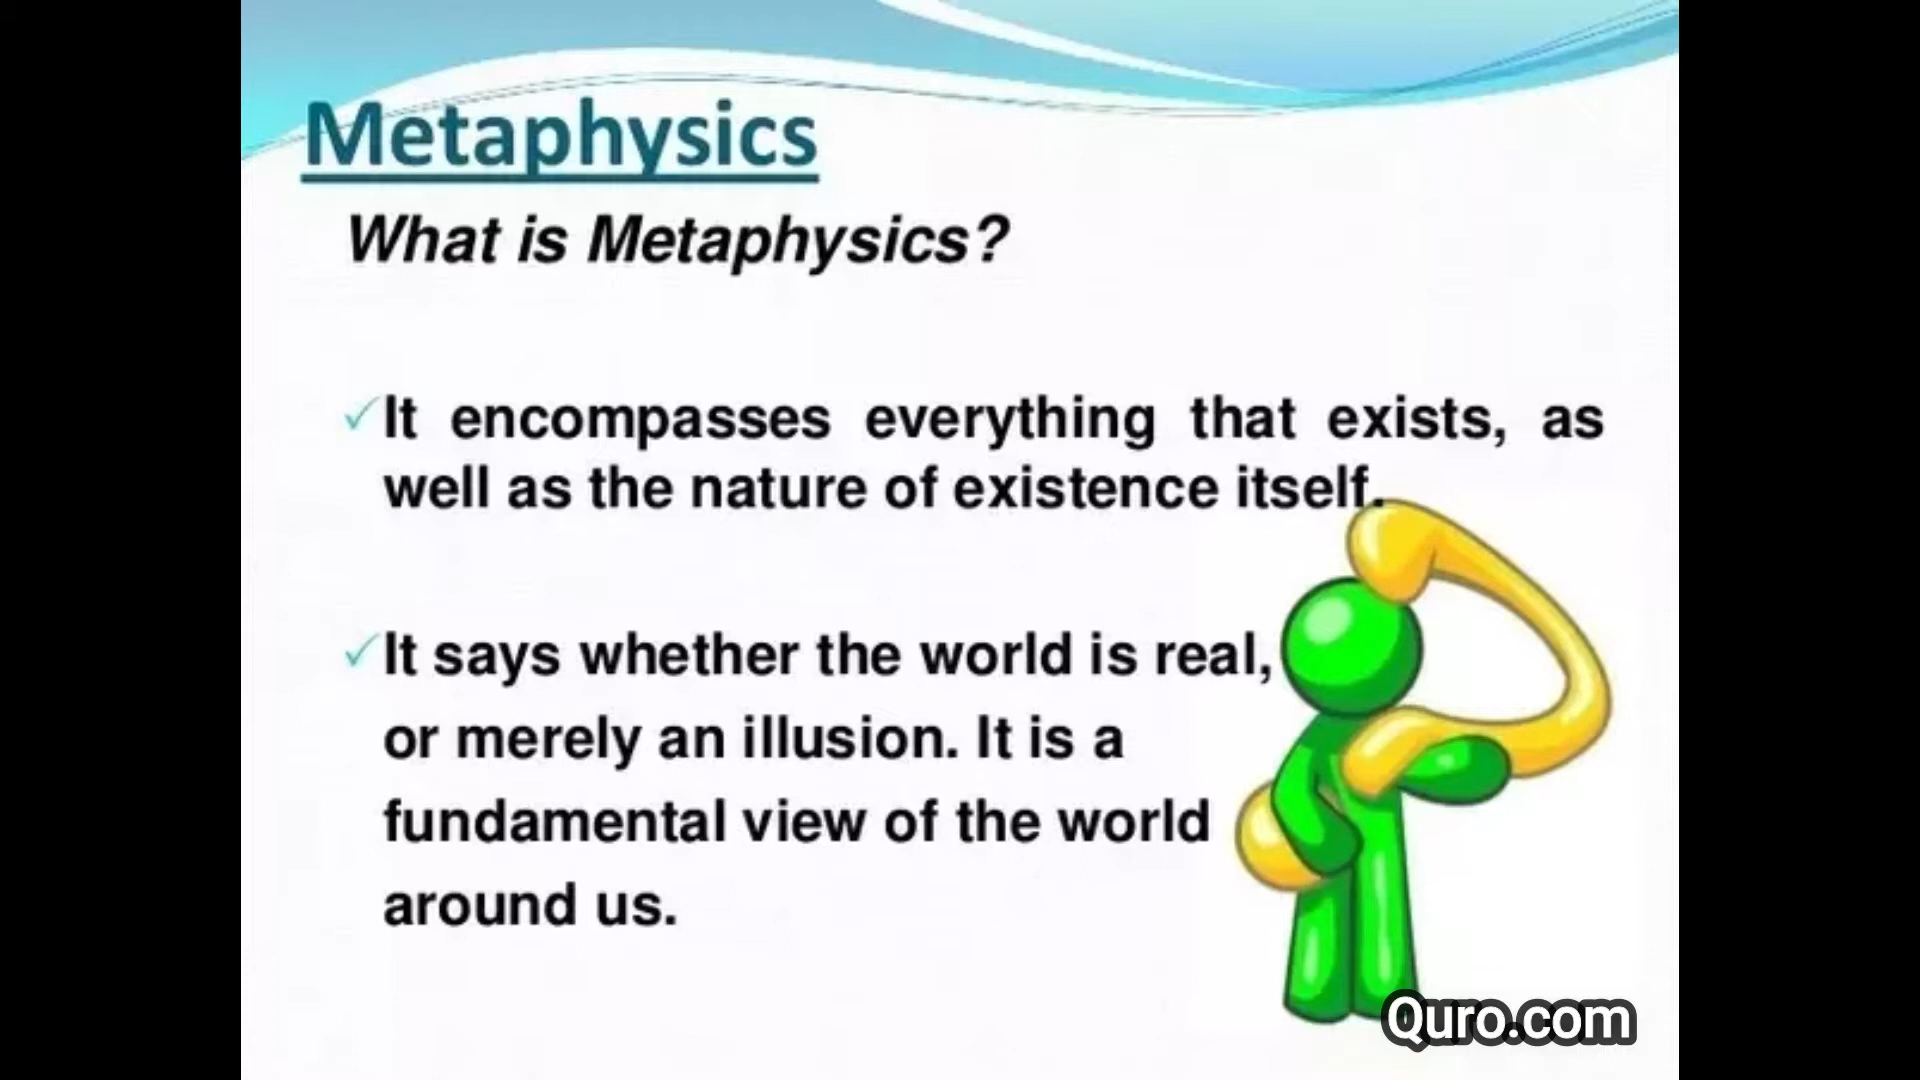 Metaphysics
What is Metaphysics?
It encompasses everything that exists, as
well as the nature of existence itself.
It says whether the world is real,
or merely an illusion. It is a
fundamental view of the world
around us.
Quro.com